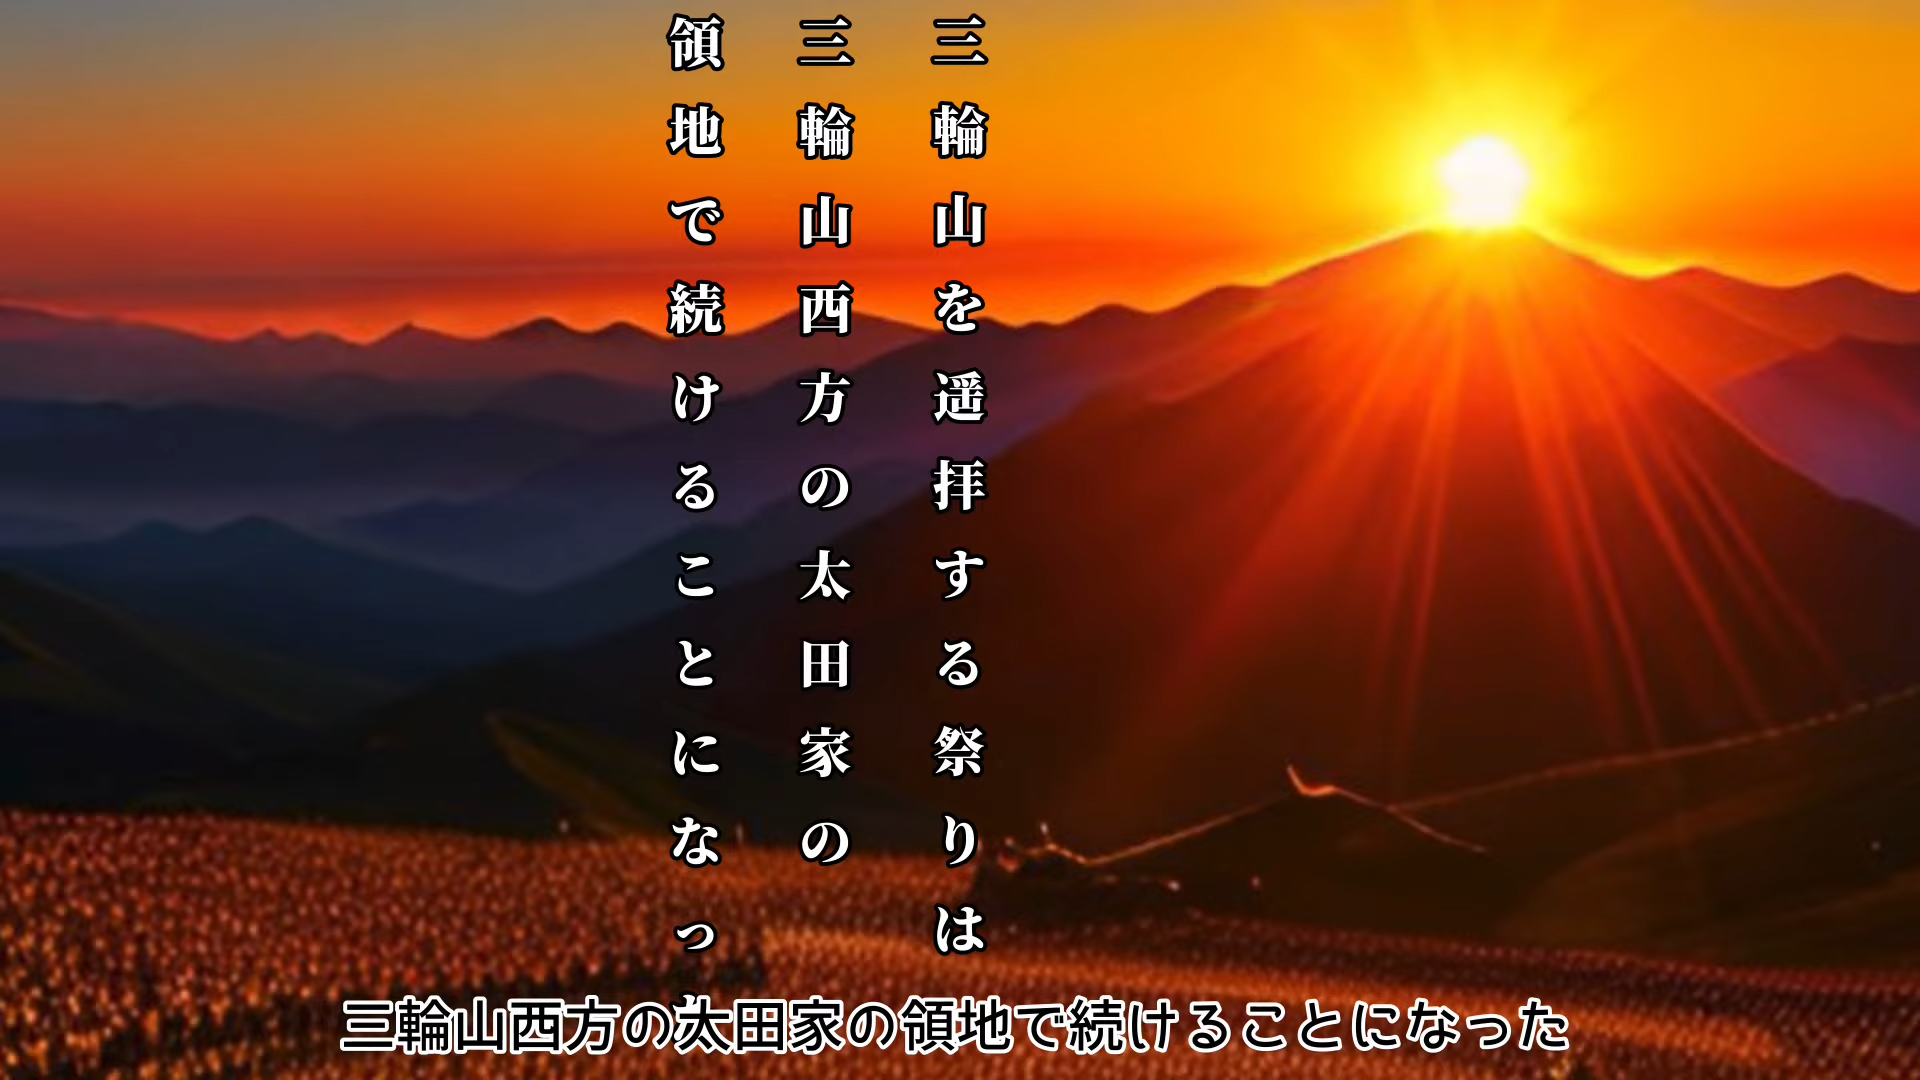 三輪山を遥拝する祭りは
三輪山西方の太田家の
領地で続けることになった
三輪山西方の太田家の領地で続けることになった